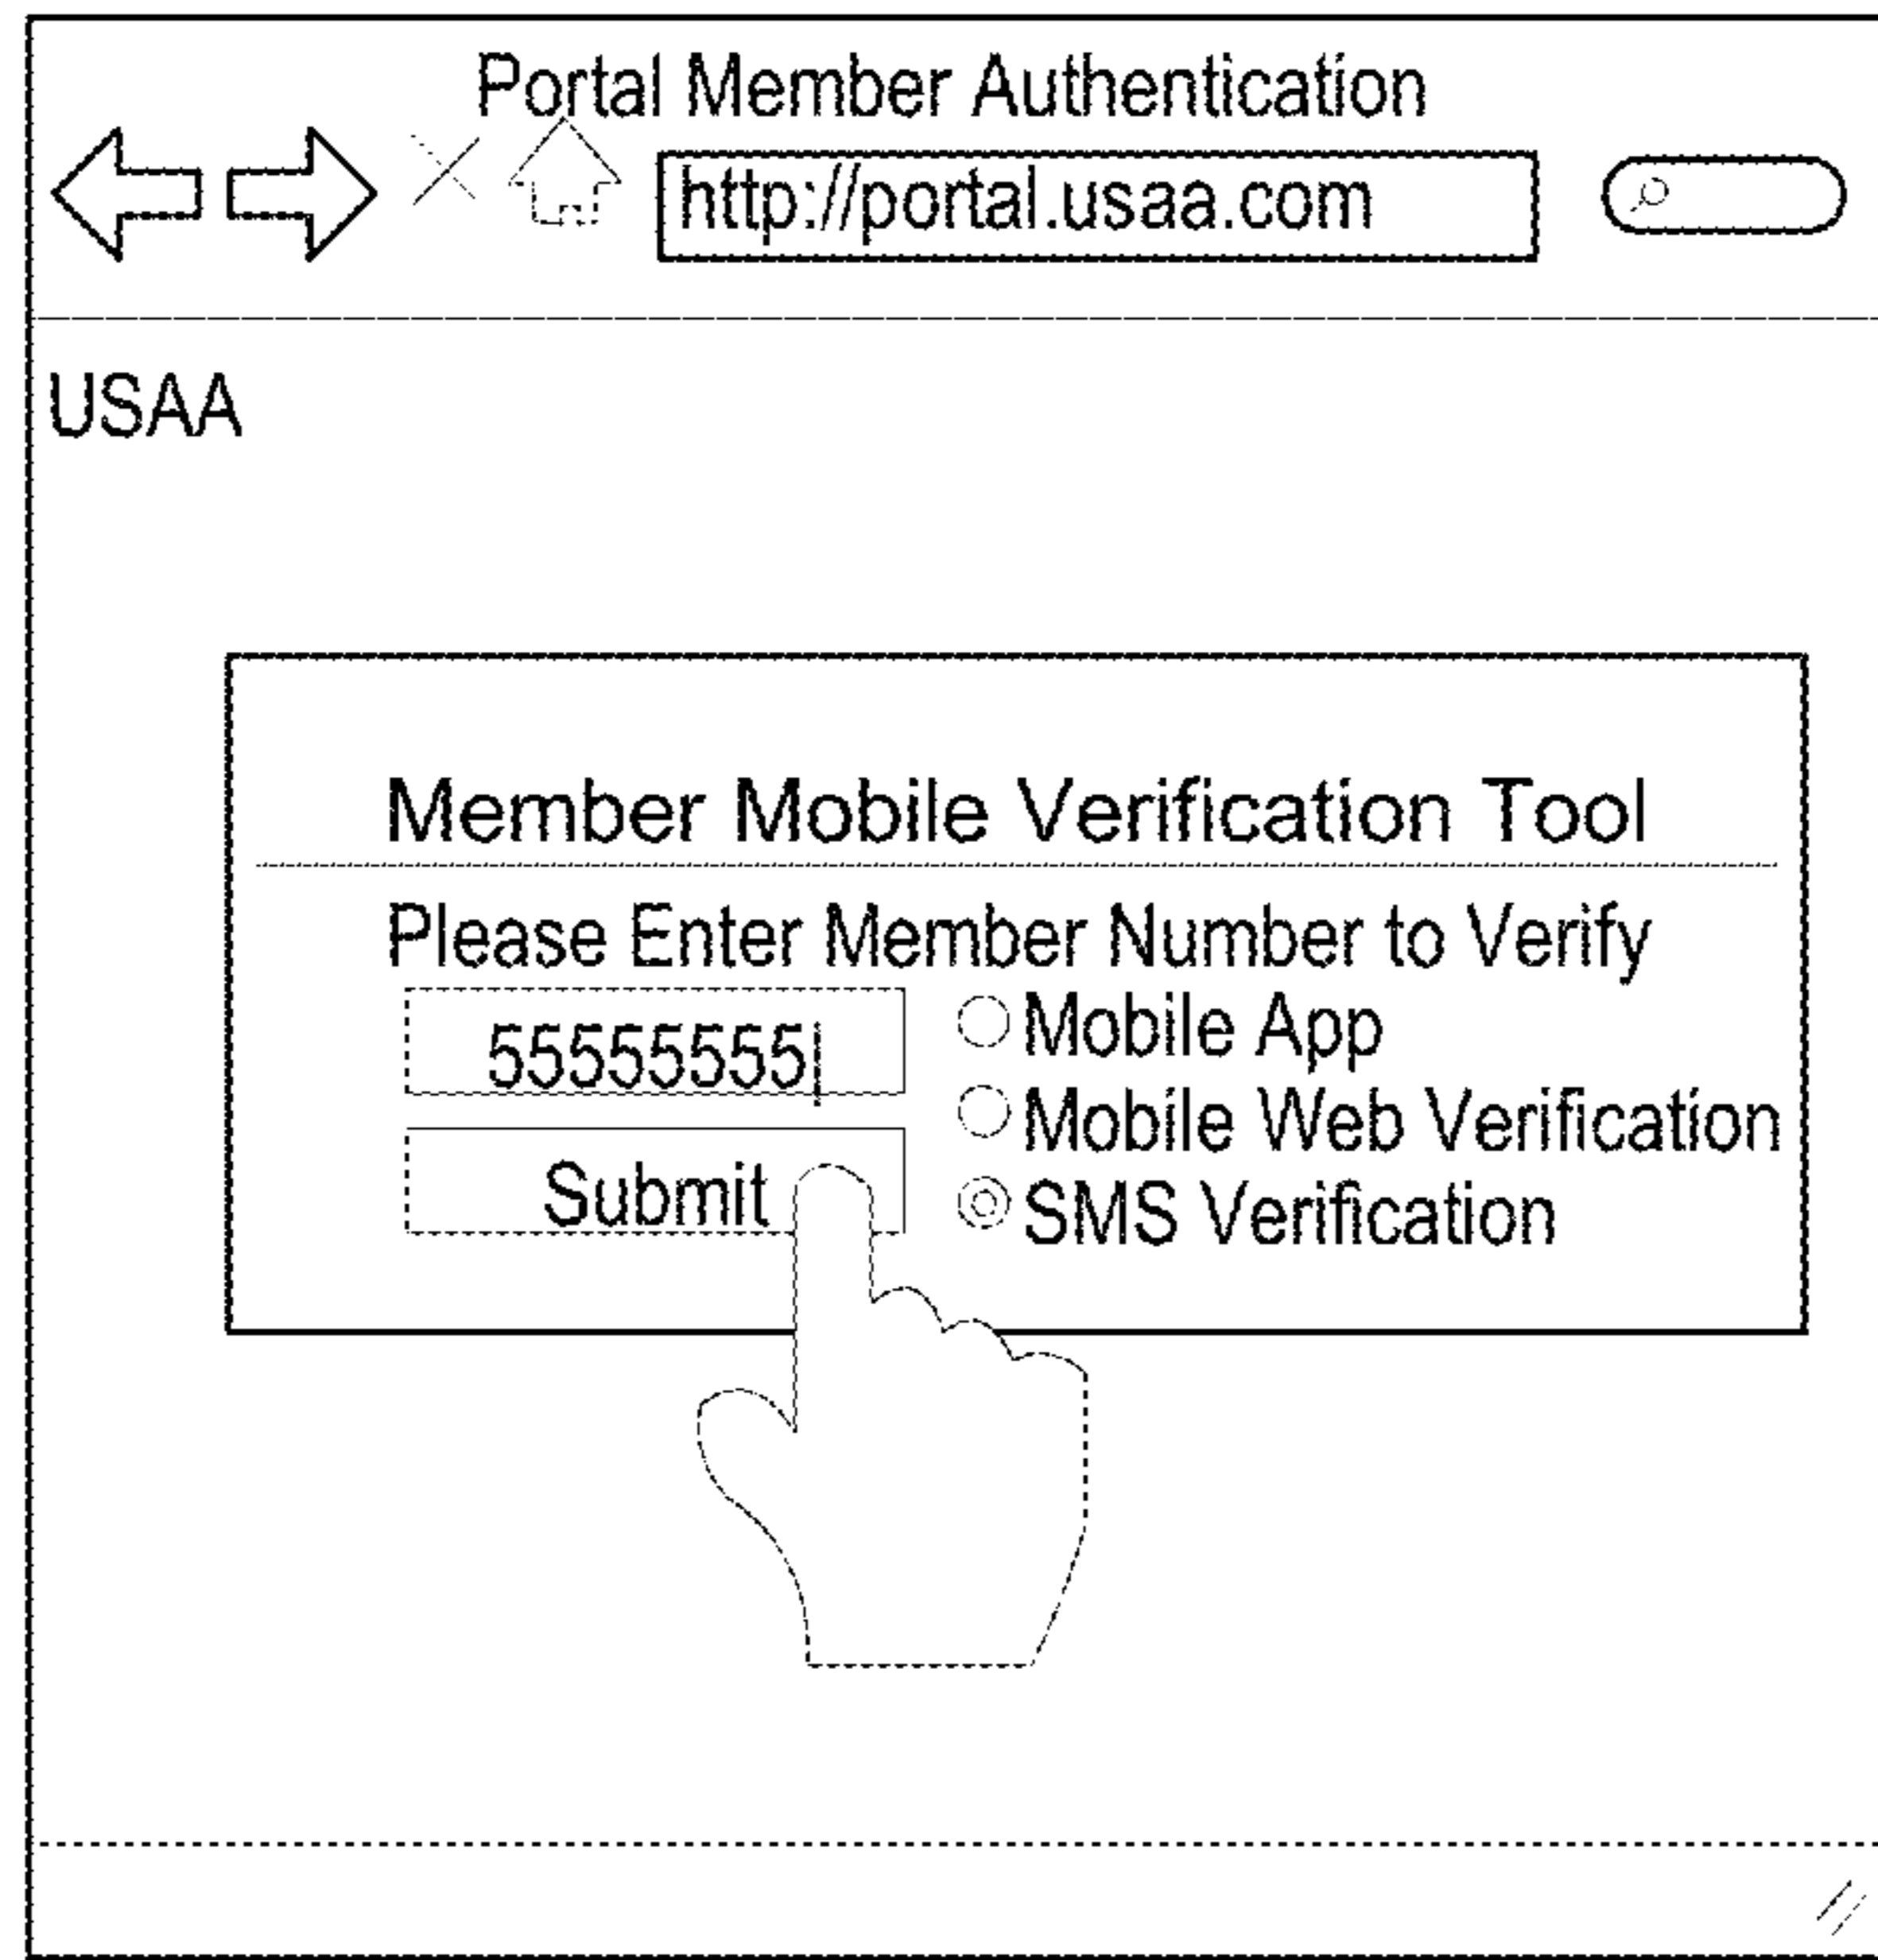 Portal Member Authentication
http://portal.usaa.com
USAA
Member Mobile Verification Tool
Please Enter Member Number to Verify
55555555
Mobile App
Mobile Web Verification
Submit
SMS Verification